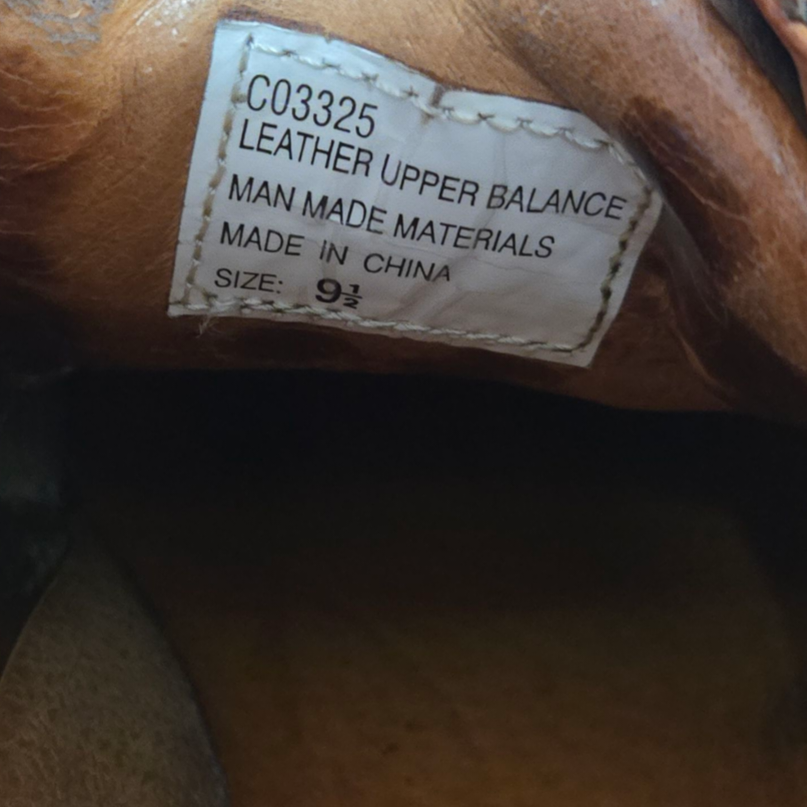 C03325
LEATHER UPPER BALANCE
MAN MADE MATERIALS
MADE IN CHINA
SIZE: 9½